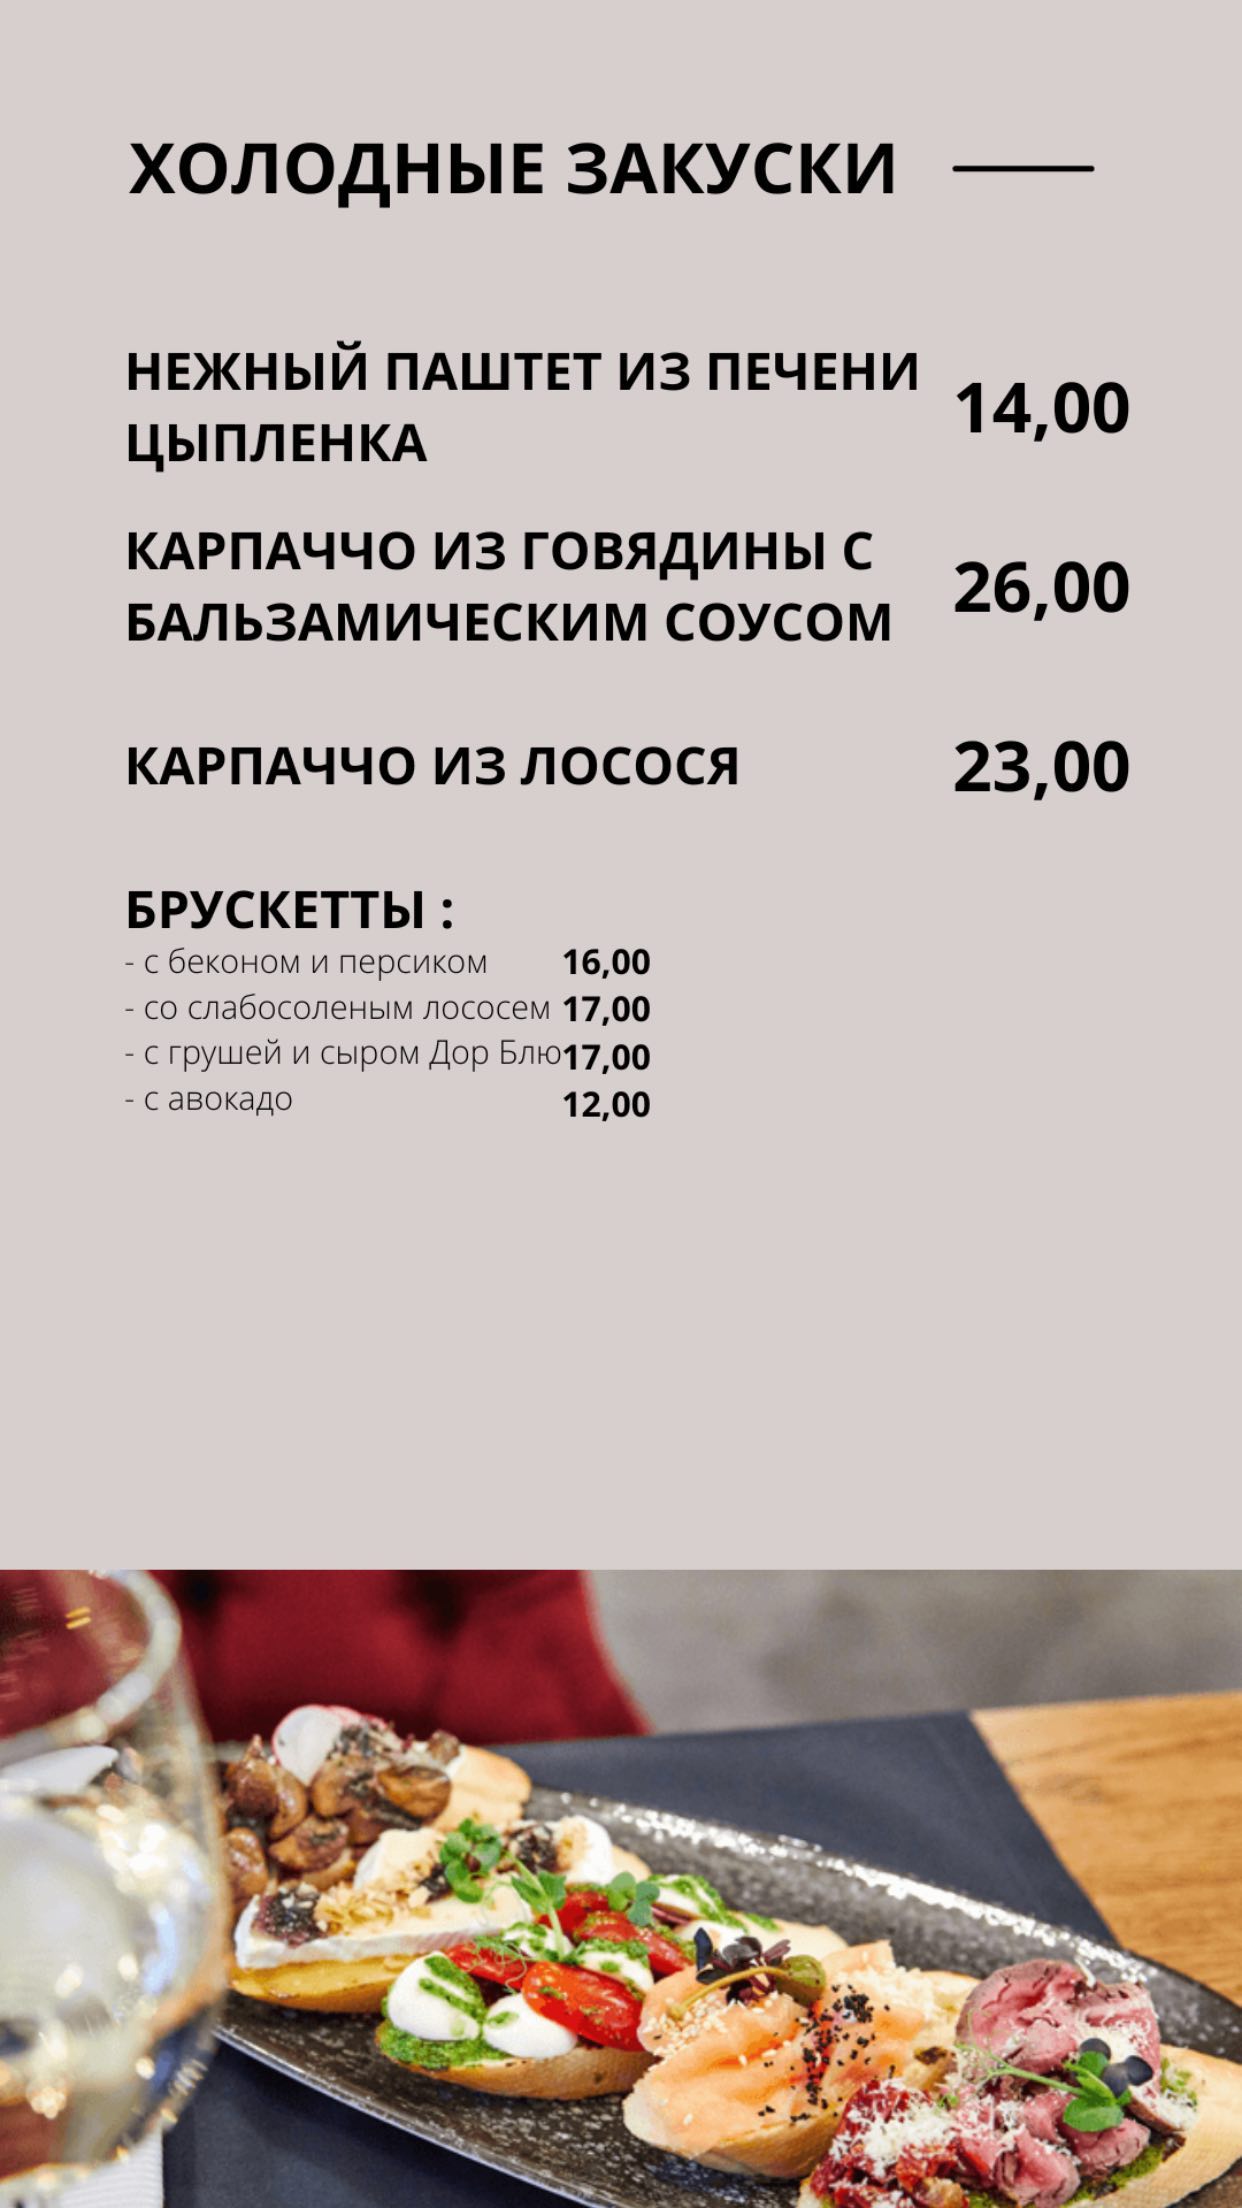 ХОЛОДНЫЕ ЗАКУСКИ
НЕЖНЫЙ ПАШТЕТ ИЗ ПЕЧЕНИ
ЦЫПЛЕНКА
14,00
КАРПАЧЧО ИЗ ГОВЯДИНЫ С
БАЛЬЗАМИЧЕСКИМ СОУСОМ
26,00
КАРПАЧЧО ИЗ ЛОСОСЯ 23,00
БРУСКЕТТЫ :
- с беконом и персиком 16,00
- со слабосоленым лососем 17,00
- с грушей и сыром Дор Блю 17,00
- с авокадо 12,00